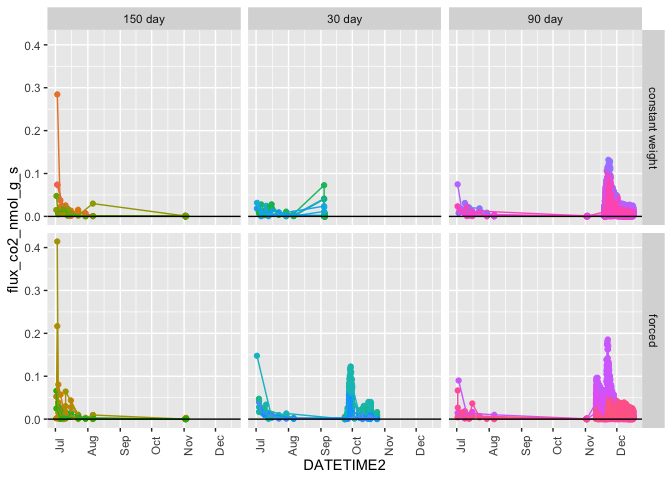 150 day
30 day
90 day
flux_co2_nmol_g_s
0.4
0.3
0.2
0.1
0.0
constant weight
0.4
0.3
0.2
0.1
0.0
forced
Jul Aug Sep Oct Nov Dec
Jul Aug Sep Oct Nov Dec
Jul Aug Sep Oct Nov Dec
DATETIME2